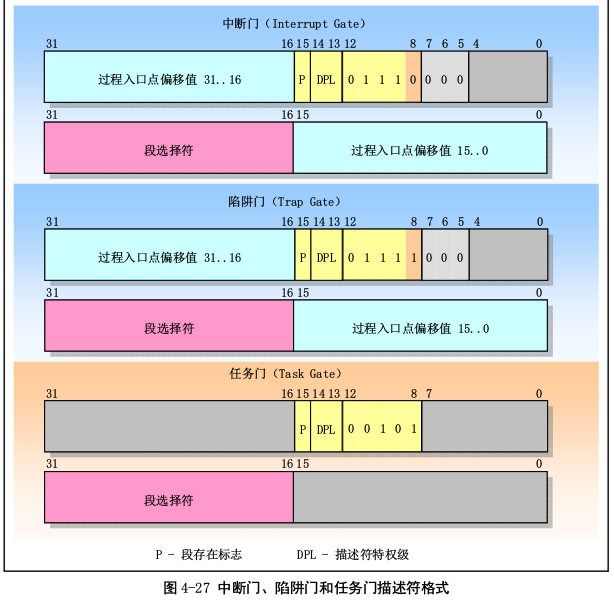 中断门（Interrupt Gate）
31 16 15 14 13 12 8 7 6 5 4 0
过程入口点偏移值 31..16 P DPL 0 1 1 1 0 0 0 0
31 16 15 0
段选择符 过程入口点偏移值 15..0
陷阱门（Trap Gate）
31 16 15 14 13 12 8 7 6 5 4 0
过程入口点偏移值 31..16 P DPL 0 1 1 1 1 0 0 0
31 16 15 0
段选择符 过程入口点偏移值 15..0
任务门（Task Gate）
31 16 15 14 13 12 8 7 0
P DPL 0 0 1 0 1
31 16 15 0
段选择符
P - 段存在标志 DPL - 描述符特权级
图 4-27 中断门、陷阱门和任务门描述符格式